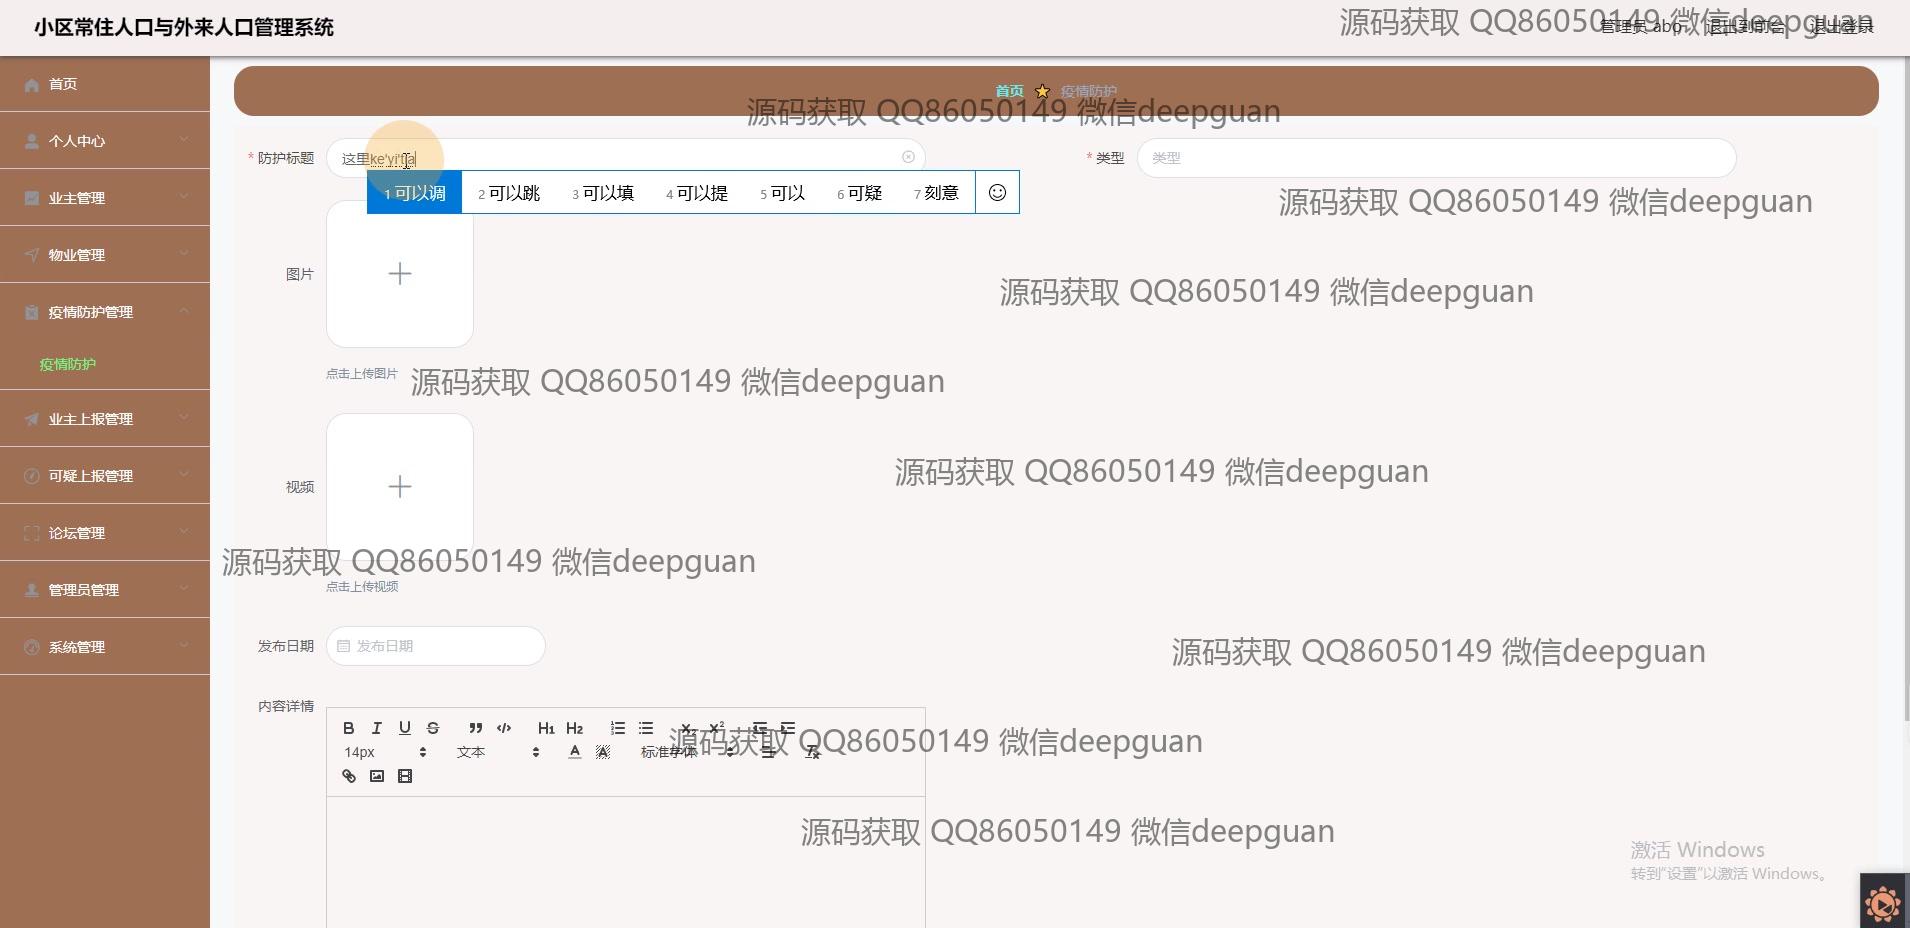 小区常住人口与外来人口管理系统
源码获取 QQ86050149 微信deepguan
管理员 abo 退出到前台 退出登录
首页
个人中心
业主管理
物业管理
疫情防护管理
疫情防护
业主上报管理
可疑上报管理
论坛管理
管理员管理
系统管理
首页 疫情防护
源码获取 QQ86050149 微信deepguan
* 防护标题 这里ke'yi'tia
* 类型 类型
1 可以调 2 可以跳 3 可以填 4 可以提 5 可以 6 可疑 7 刻意
源码获取 QQ86050149 微信deepguan
图片
源码获取 QQ86050149 微信deepguan
点击上传图片
源码获取 QQ86050149 微信deepguan
视频
源码获取 QQ86050149 微信deepguan
源码获取 QQ86050149 微信deepguan
点击上传视频
发布日期 发布日期
源码获取 QQ86050149 微信deepguan
内容详情
B I U S H1 H2 X₂ X²
14px 文本 A A 标准字体
源码获取 QQ86050149 微信deepguan
源码获取 QQ86050149 微信deepguan
激活 Windows
转到"设置"以激活 Windows。